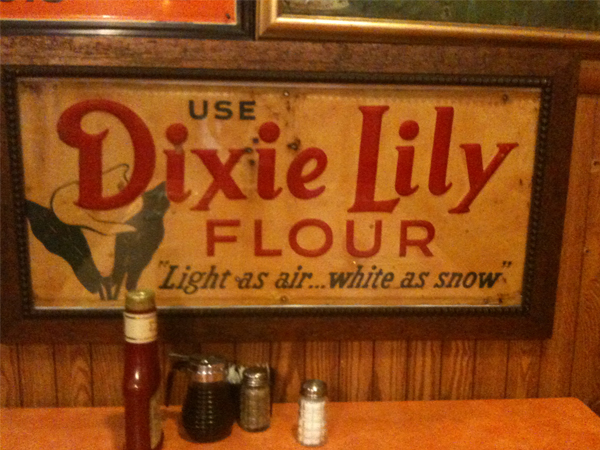 USE
Dixie Lily
FLOUR
"Light as air...white as snow"